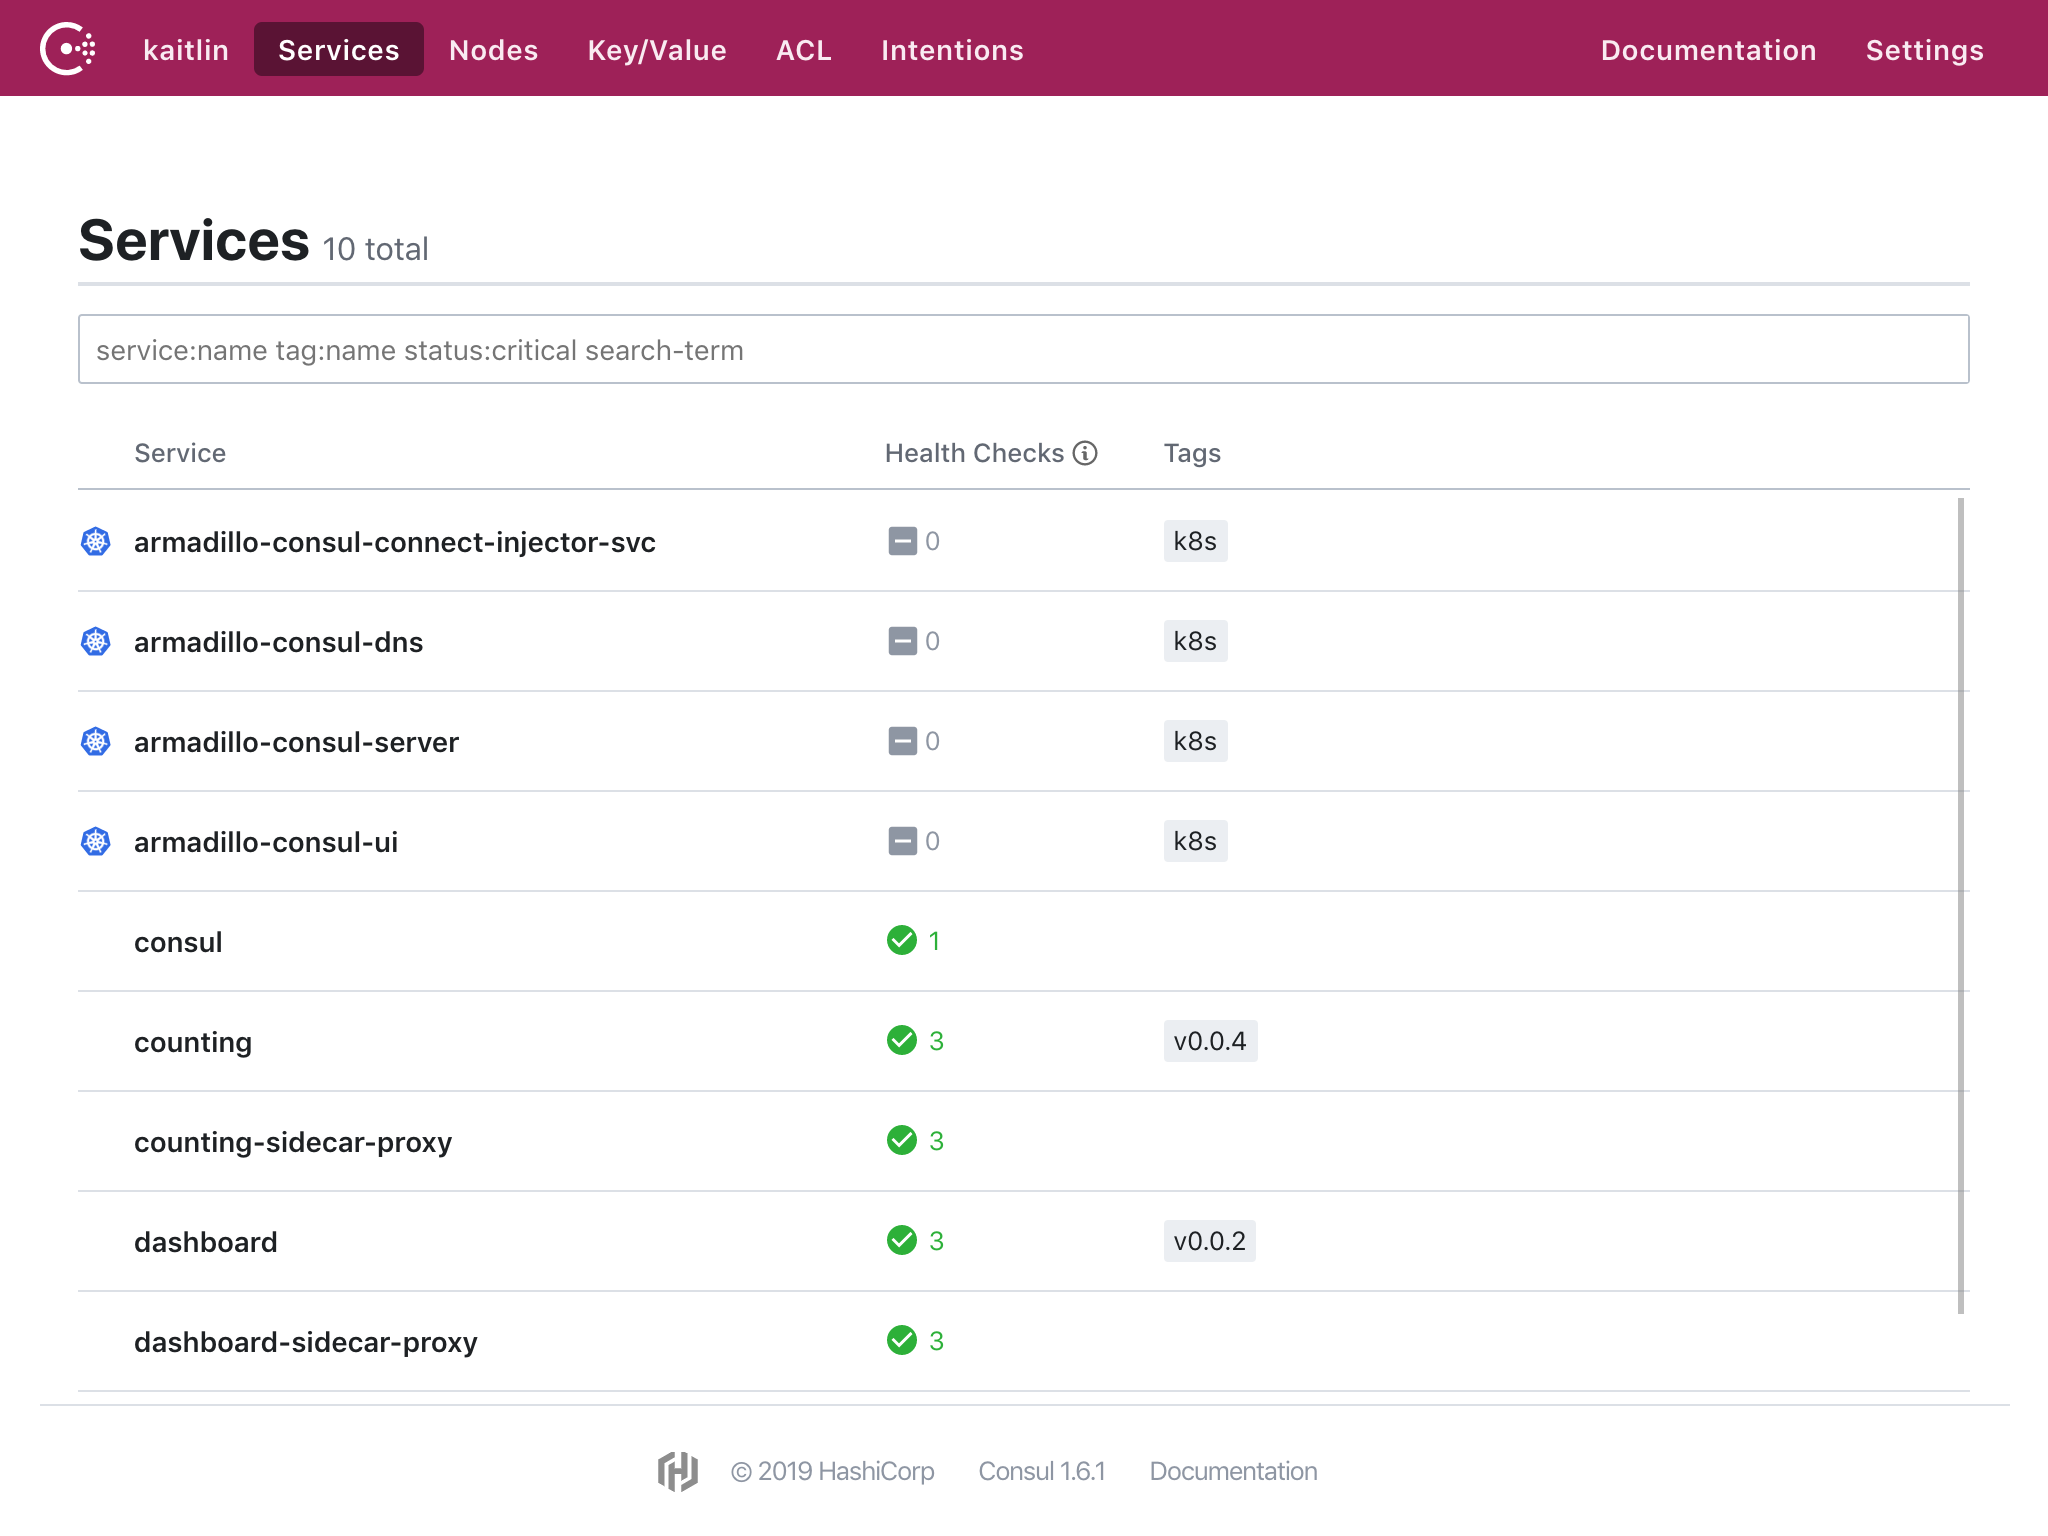 kaitlin Services Nodes Key/Value ACL Intentions Documentation Settings
Services 10 total
service:name tag:name status:critical search-term
Service Health Checks Tags
armadillo-consul-connect-injector-svc 0 k8s
armadillo-consul-dns 0 k8s
armadillo-consul-server 0 k8s
armadillo-consul-ui 0 k8s
consul 1
counting 3 v0.0.4
counting-sidecar-proxy 3
dashboard 3 v0.0.2
dashboard-sidecar-proxy 3
© 2019 HashiCorp Consul 1.6.1 Documentation